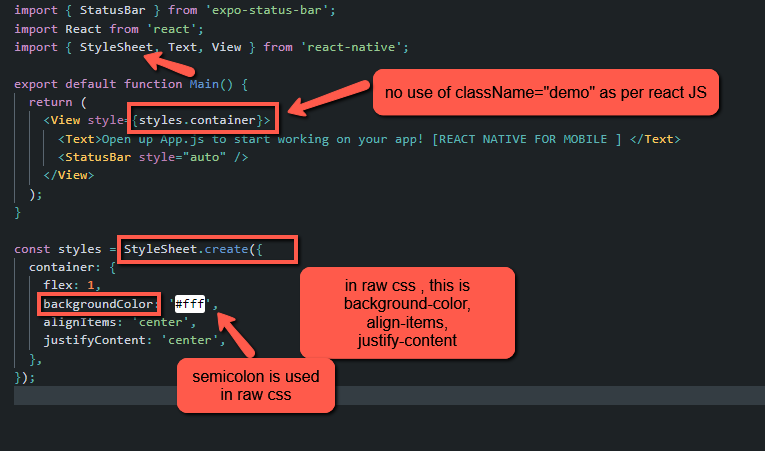 import { StatusBar } from 'expo-status-bar';
import React from 'react';
import { StyleSheet, Text, View } from 'react-native';
export default function Main() {
no use of className="demo" as per react JS
return (
<View style={styles.container}>
<Text>Open up App.js to start working on your app! [REACT NATIVE FOR MOBILE ] </Text>
<StatusBar style="auto" />
</View>
);
}
const styles = StyleSheet.create({
container: {
flex: 1,
backgroundColor: '#fff',
alignItems: 'center',
justifyContent: 'center',
},
});
in raw css , this is
background-color,
align-items,
justify-content
semicolon is used
in raw css